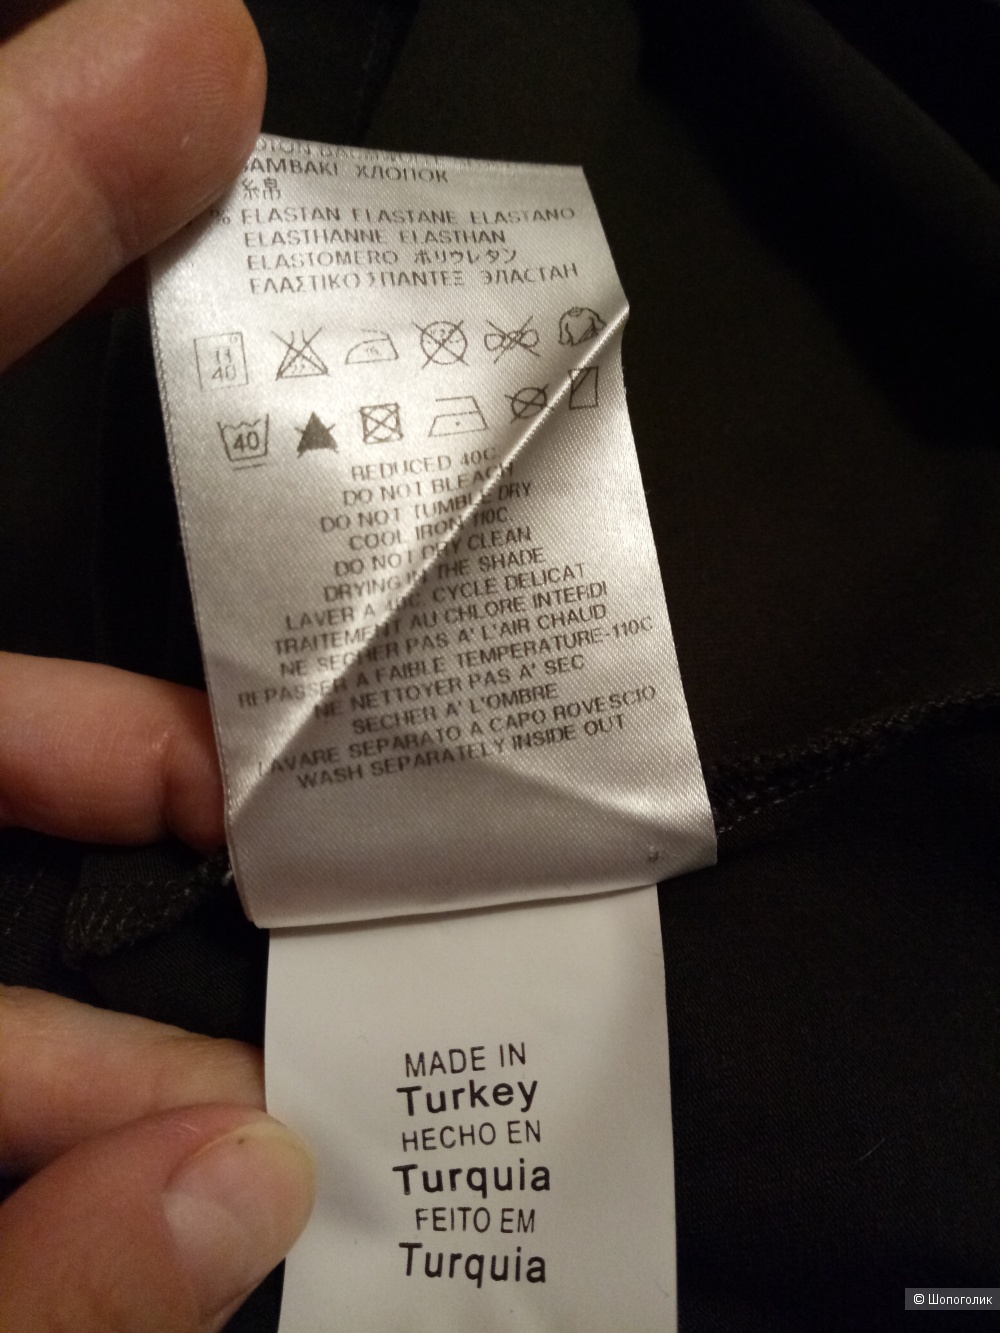 ΒΑΜΒΑΚΙ ХЛОПОК
綿
% ELASTAN ELASTANE ELASTANO
ELASTHANNE ELASTHAN
ELASTOMERO ポリウレタン
ΕΛΑΣΤΙΚΟ ΣΠΑΝΤΕΞ ЭЛАСТАН
40
40
REDUCED 40C
DO NOT BLEACH
DO NOT TUMBLE DRY
COOL IRON 110C
DO NOT DRY CLEAN
DRYING IN THE SHADE
LAVER A 40C. CYCLE DELICAT
TRAITEMENT AU CHLORE INTERDI
NE SECHER PAS A' L'AIR CHAUD
REPASSER A FAIBLE TEMPERATURE-110C
NE NETTOYER PAS A' SEC
SECHER A' L'OMBRE
LAVARE SEPARATO A CAPO ROVESCIO
WASH SEPARATELY INSIDE OUT
MADE IN
Turkey
HECHO EN
Turquia
FEITO EM
Turquia
© Шопоголик